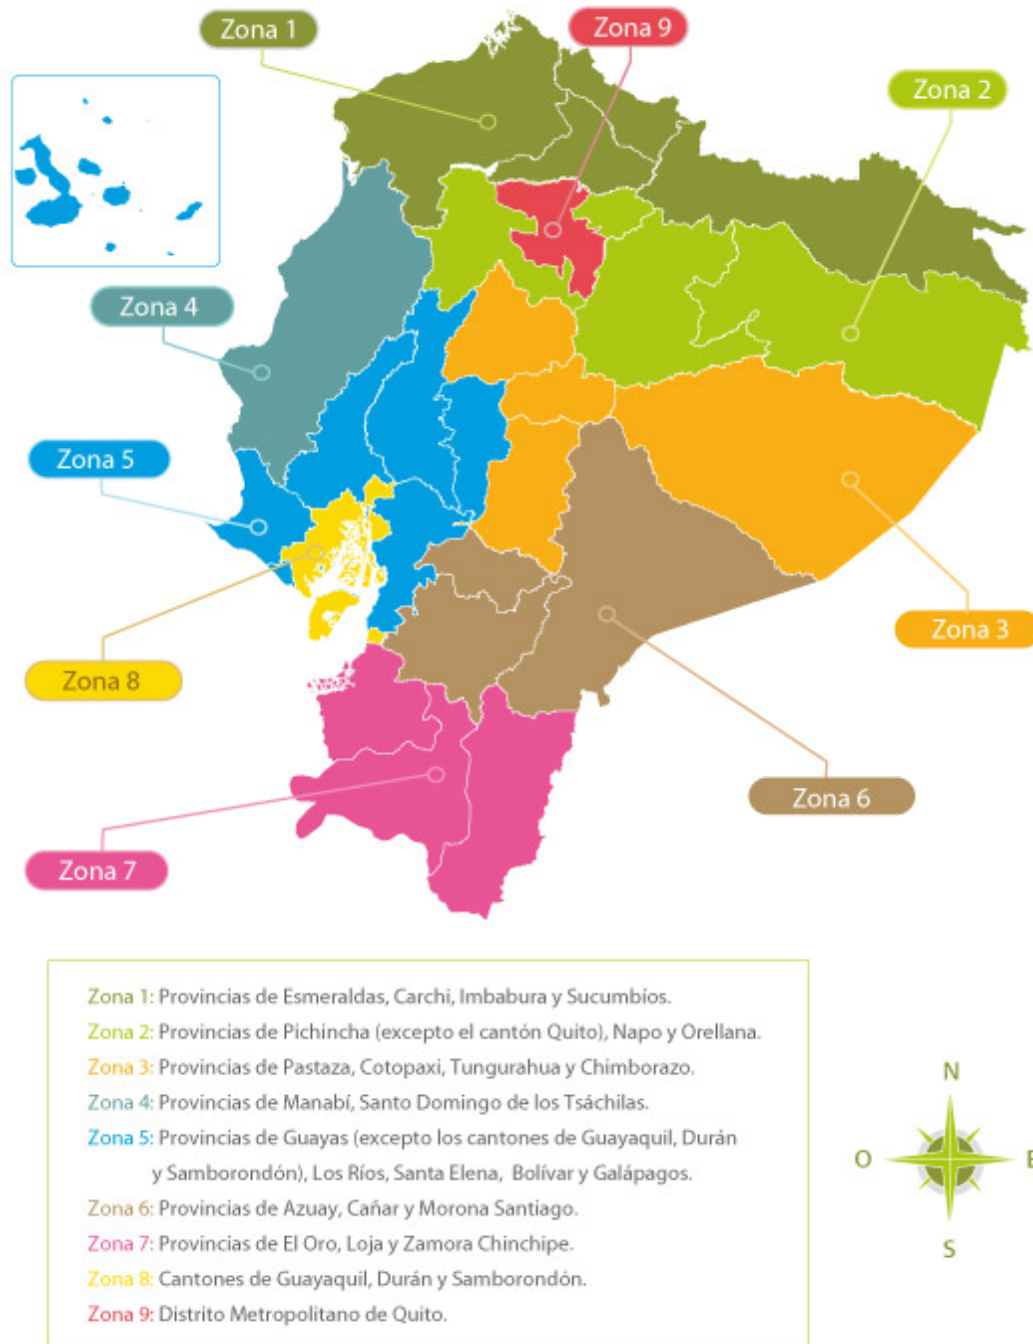 Zona 1
Zona 9
Zona 2
Zona 4
Zona 5
Zona 3
Zona 8
Zona 6
Zona 7
Zona 1: Provincias de Esmeraldas, Carchi, Imbabura y Sucumbíos.
Zona 2: Provincias de Pichincha (excepto el cantón Quito), Napo y Orellana.
Zona 3: Provincias de Pastaza, Cotopaxi, Tungurahua y Chimborazo.
Zona 4: Provincias de Manabí, Santo Domingo de los Tsáchilas.
Zona 5: Provincias de Guayas (excepto los cantones de Guayaquil, Durán
y Samborondón), Los Ríos, Santa Elena, Bolívar y Galápagos.
Zona 6: Provincias de Azuay, Cañar y Morona Santiago.
Zona 7: Provincias de El Oro, Loja y Zamora Chinchipe.
Zona 8: Cantones de Guayaquil, Durán y Samborondón.
Zona 9: Distrito Metropolitano de Quito.
N
O
E
S